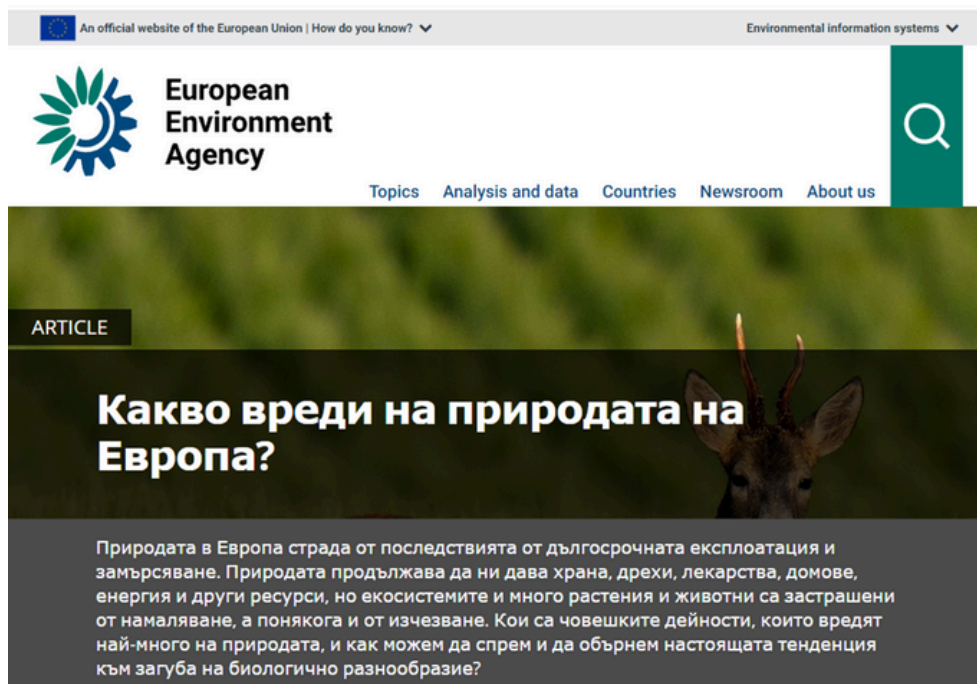 An official website of the European Union | How do you know?
Environmental information systems
European
Environment
Agency
Topics Analysis and data Countries Newsroom About us
ARTICLE
Какво вреди на природата на
Европа?
Природата в Европа страда от последствията от дългосрочната експлоатация и
замърсяване. Природата продължава да ни дава храна, дрехи, лекарства, домове,
енергия и други ресурси, но екосистемите и много растения и животни са застрашени
от намаляване, а понякога и от изчезване. Кои са човешките дейности, които вредят
най-много на природата, и как можем да спрем и да обърнем настоящата тенденция
към загуба на биологично разнообразие?